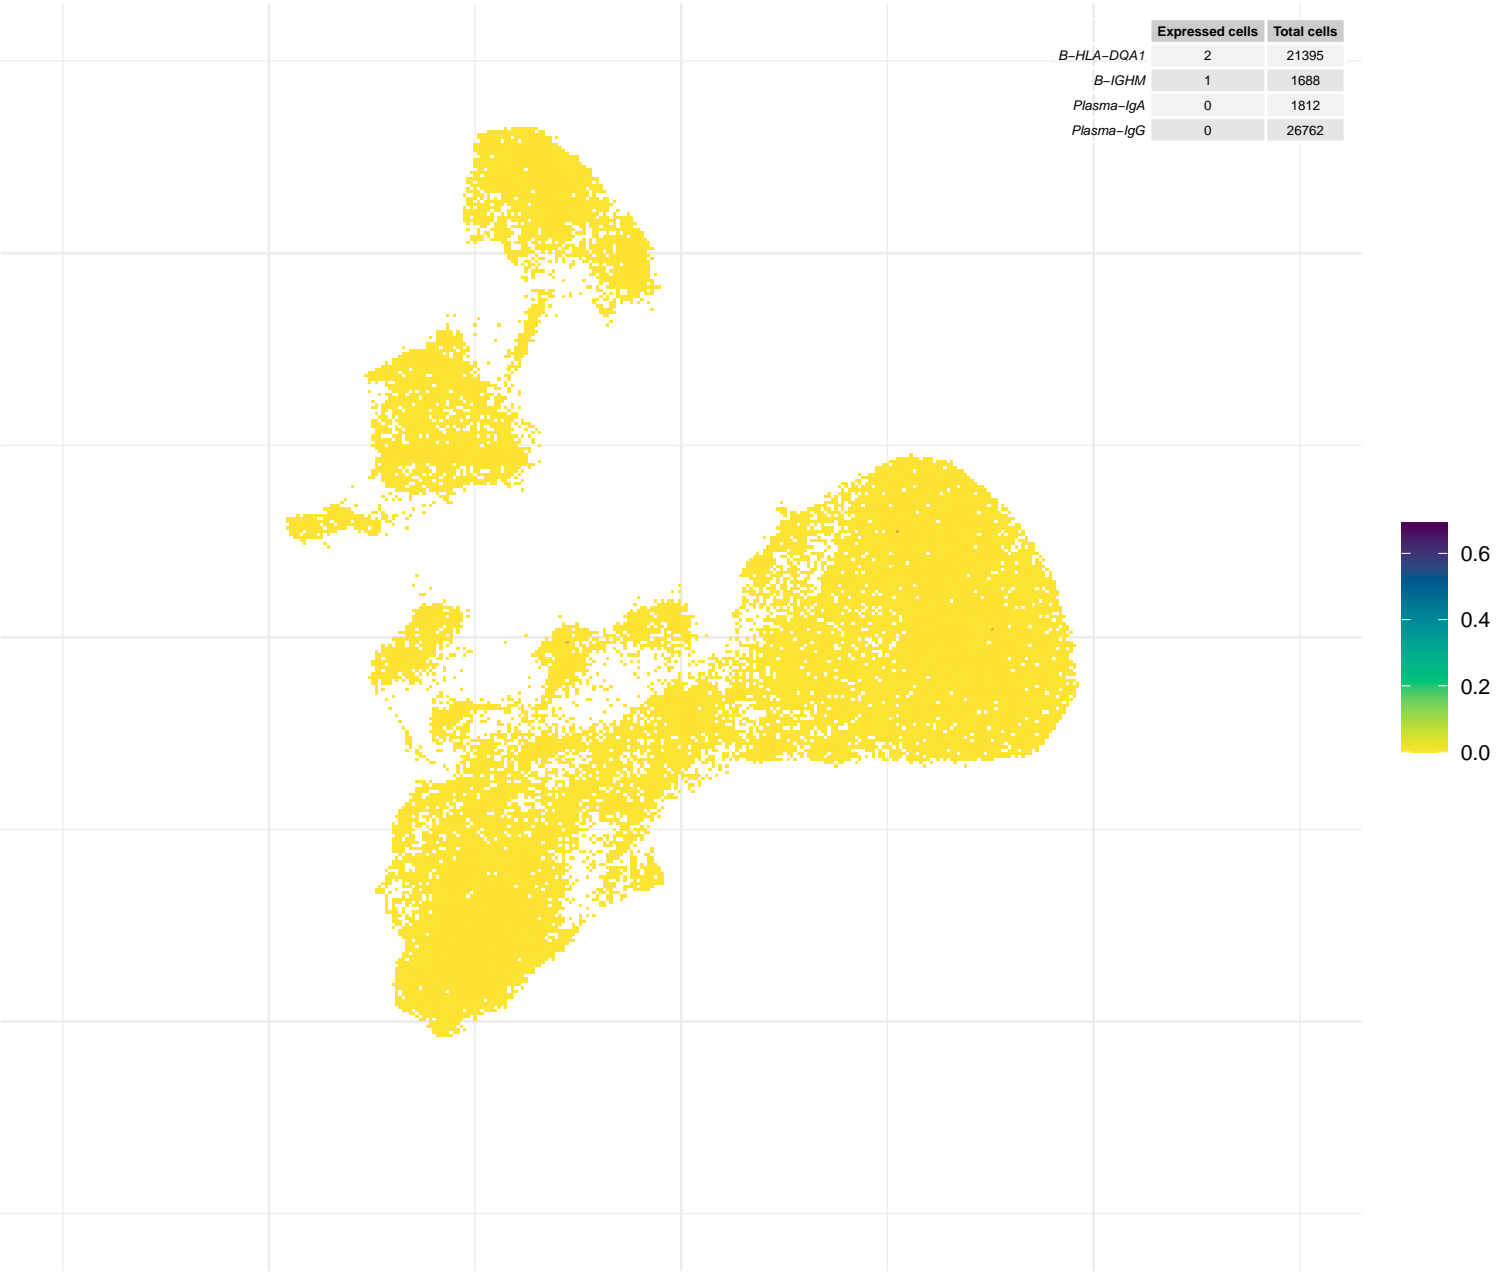 Expressed cells Total cells
B−HLA−DQA1 2 21395
B−IGHM 1 1688
Plasma−IgA 0 1812
Plasma−IgG 0 26762
0.6
0.4
0.2
0.0